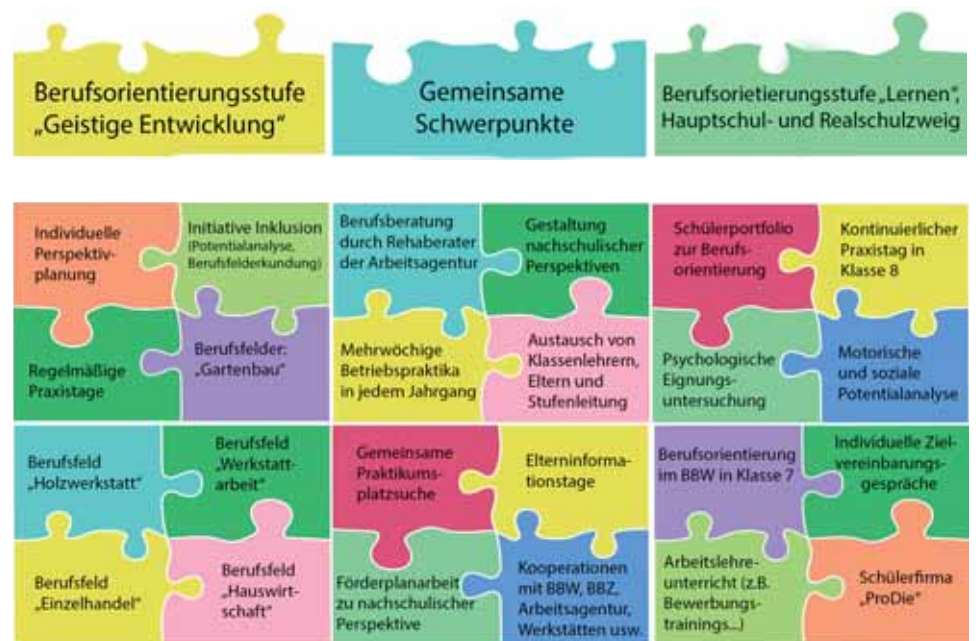 Berufsorientierungsstufe
„Geistige Entwicklung“
Gemeinsame
Schwerpunkte
Berufsorietierungsstufe „Lernen“,
Hauptschul- und Realschulzweig
Individuelle
Perspektiv-
planung
Initiative Inklusion
(Potentialanalyse,
Berufsfelderkundung)
Regelmäßige
Praxistage
Berufsfelder:
„Gartenbau“
Berufsberatung
durch Rehaberater
der Arbeitsagentur
Gestaltung
nachschulischer
Perspektiven
Mehrwöchige
Betriebspraktika
in jedem Jahrgang
Austausch von
Klassenlehrern,
Eltern und
Stufenleitung
Schülerportfolio
zur Berufs-
orientierung
Kontinuierlicher
Praxistag in
Klasse 8
Psychologische
Eignungs-
untersuchung
Motorische
und soziale
Potentialanalyse
Berufsfeld
„Holzwerkstatt“
Berufsfeld
„Werkstatt-
arbeit“
Berufsfeld
„Einzelhandel“
Berufsfeld
„Hauswirt-
schaft“
Gemeinsame
Praktikums-
platzsuche
Elterninforma-
tionstage
Förderplanarbeit
zu nachschulischer
Perspektive
Kooperationen
mit BBW, BBZ,
Arbeitsagentur,
Werkstätten usw.
Berufsorientierung
im BBW in Klasse 7
Individuelle Ziel-
vereinbarungs-
gespräche
Arbeitslehre-
unterricht (z.B.
Bewerbungs-
trainings...)
Schülerfirma
„ProDie“